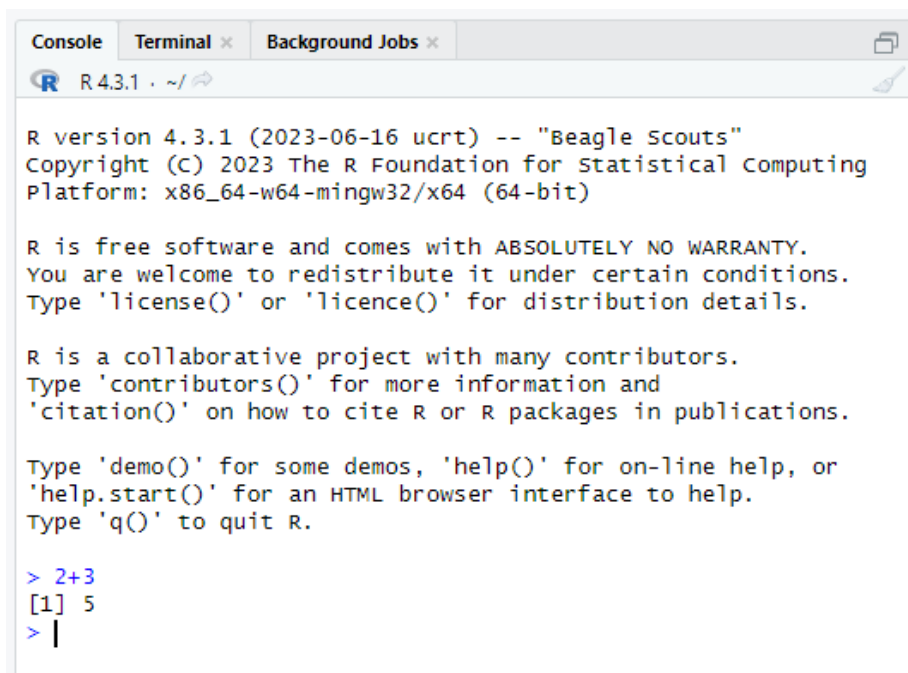 Console Terminal × Background Jobs ×
R R 4.3.1 · ~/
R version 4.3.1 (2023-06-16 ucrt) -- "Beagle Scouts"
Copyright (C) 2023 The R Foundation for Statistical Computing
Platform: x86_64-w64-mingw32/x64 (64-bit)
R is free software and comes with ABSOLUTELY NO WARRANTY.
You are welcome to redistribute it under certain conditions.
Type 'license()' or 'licence()' for distribution details.
R is a collaborative project with many contributors.
Type 'contributors()' for more information and
'citation()' on how to cite R or R packages in publications.
Type 'demo()' for some demos, 'help()' for on-line help, or
'help.start()' for an HTML browser interface to help.
Type 'q()' to quit R.
> 2+3
[1] 5
>